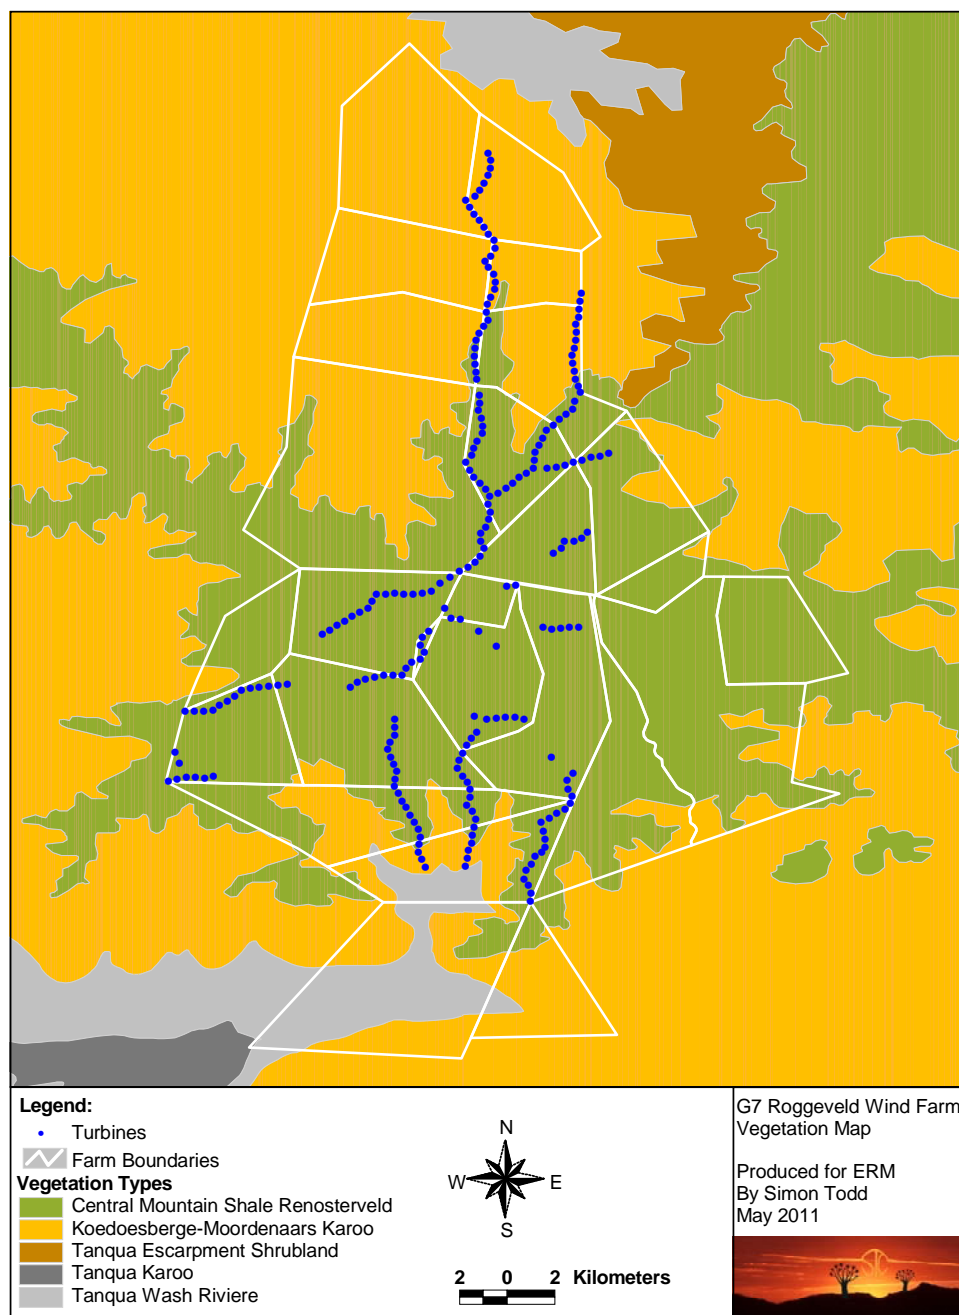 Legend:
Turbines
Farm Boundaries
Vegetation Types
Central Mountain Shale Renosterveld
Koedoesberge-Moordenaars Karoo
Tanqua Escarpment Shrubland
Tanqua Karoo
Tanqua Wash Riviere
N
W
E
S
2 0 2 Kilometers
G7 Roggeveld Wind Farm
Vegetation Map
Produced for ERM
By Simon Todd
May 2011